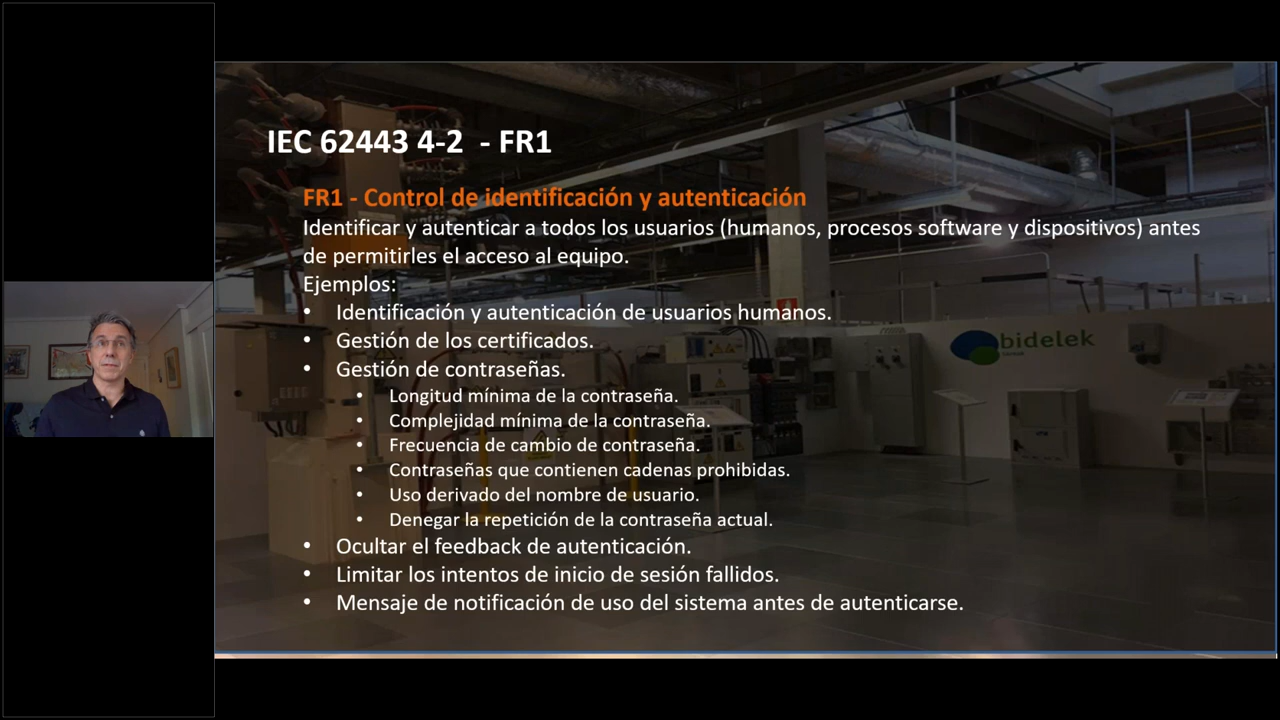 IEC 62443 4-2 - FR1
FR1 - Control de identificación y autenticación
Identificar y autenticar a todos los usuarios (humanos, procesos software y dispositivos) antes
de permitirles el acceso al equipo.
Ejemplos:
• Identificación y autenticación de usuarios humanos.
• Gestión de los certificados.
• Gestión de contraseñas.
• Longitud mínima de la contraseña.
• Complejidad mínima de la contraseña.
• Frecuencia de cambio de contraseña.
• Contraseñas que contienen cadenas prohibidas.
• Uso derivado del nombre de usuario.
• Denegar la repetición de la contraseña actual.
• Ocultar el feedback de autenticación.
• Limitar los intentos de inicio de sesión fallidos.
• Mensaje de notificación de uso del sistema antes de autenticarse.
bidelek